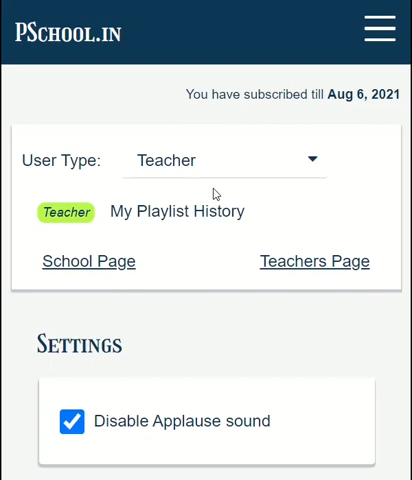 PSchool.in
You have subscribed till Aug 6, 2021
User Type: Teacher
Teacher My Playlist History
School Page Teachers Page
Settings
Disable Applause sound